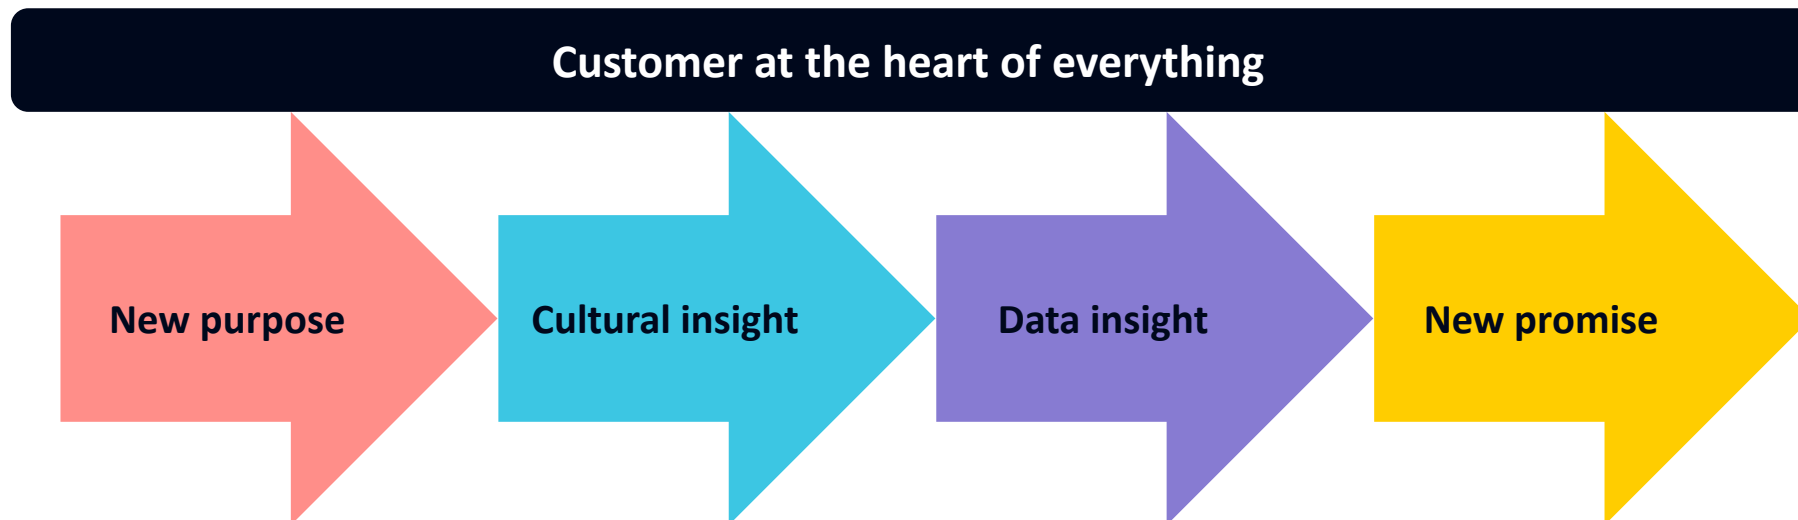 Customer at the heart of everything
New purpose
Cultural insight
Data insight
New promise